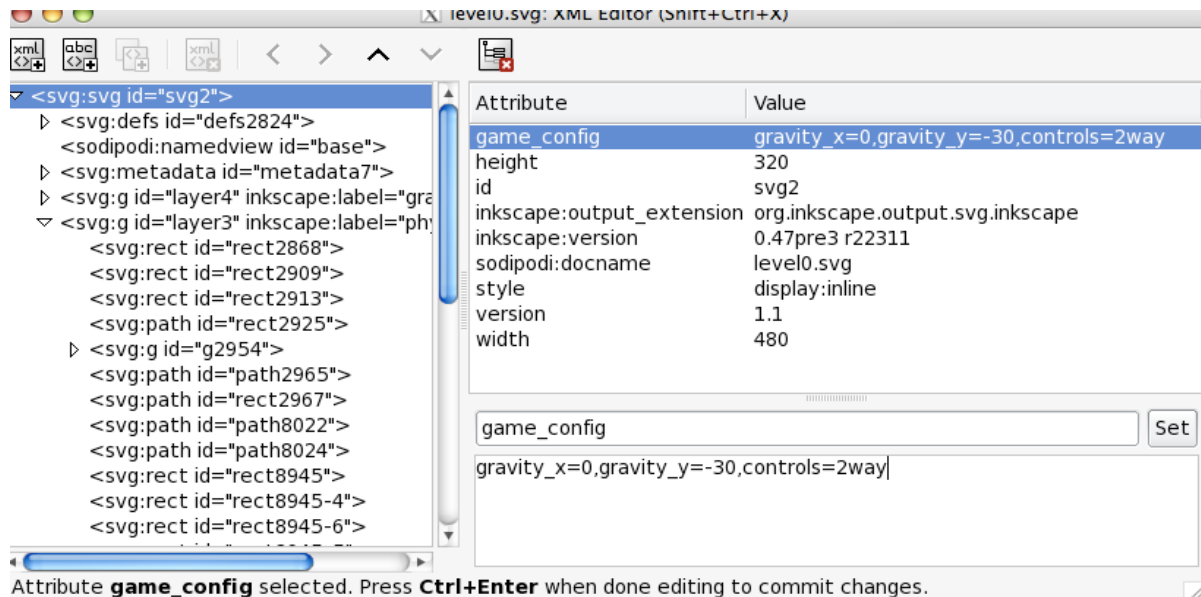 level0.svg: XML Editor (Shift+Ctrl+X)
xml
abc
xml
<svg:svg id="svg2">
<svg:defs id="defs2824">
<sodipodi:namedview id="base">
<svg:metadata id="metadata7">
<svg:g id="layer4" inkscape:label="gra
<svg:g id="layer3" inkscape:label="ph
<svg:rect id="rect2868">
<svg:rect id="rect2909">
<svg:rect id="rect2913">
<svg:path id="rect2925">
<svg:g id="g2954">
<svg:path id="path2965">
<svg:path id="rect2967">
<svg:path id="path8022">
<svg:path id="path8024">
<svg:rect id="rect8945">
<svg:rect id="rect8945-4">
<svg:rect id="rect8945-6">
Attribute Value
game_config gravity_x=0,gravity_y=-30,controls=2way
height 320
id svg2
inkscape:output_extension org.inkscape.output.svg.inkscape
inkscape:version 0.47pre3 r22311
sodipodi:docname level0.svg
style display:inline
version 1.1
width 480
game_config Set
gravity_x=0,gravity_y=-30,controls=2way
Attribute game_config selected. Press Ctrl+Enter when done editing to commit changes.